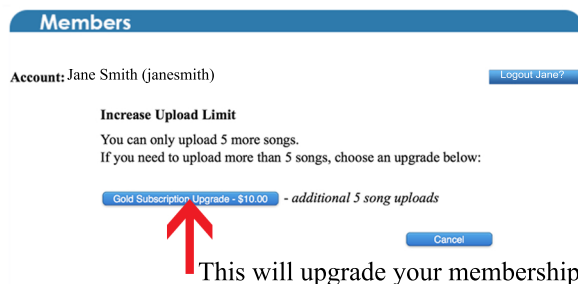 Members
Account: Jane Smith (janesmith)
Logout Jane?
Increase Upload Limit
You can only upload 5 more songs.
If you need to upload more than 5 songs, choose an upgrade below:
Gold Subscription Upgrade - $10.00 - additional 5 song uploads
Cancel
This will upgrade your membership